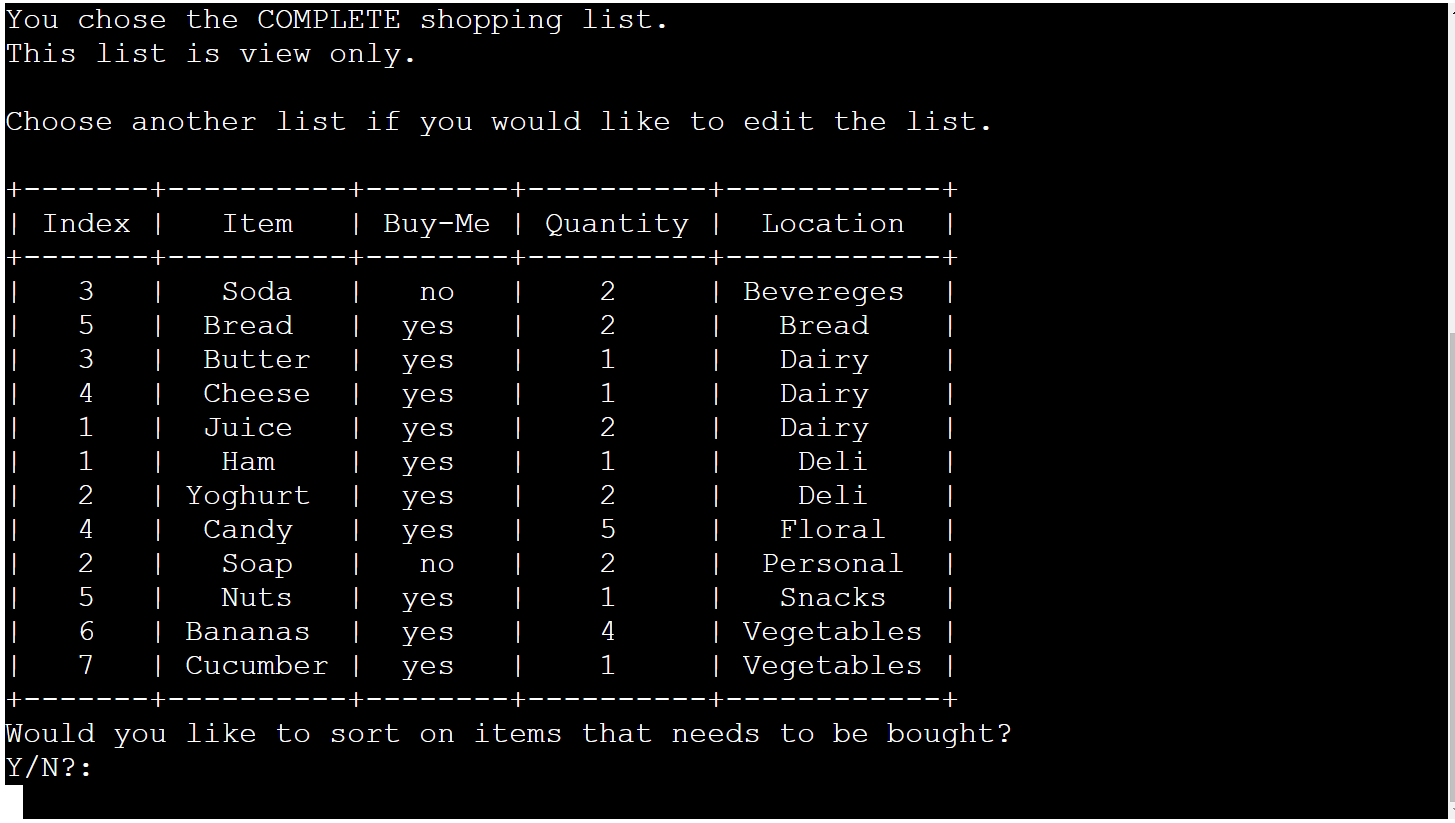 You chose the COMPLETE shopping list.
This list is view only.
Choose another list if you would like to edit the list.
+-------+----------+--------+----------+------------+
| Index |   Item   | Buy-Me | Quantity |  Location  |
+-------+----------+--------+----------+------------+
|   3   |   Soda   |   no   |    2     | Bevereges  |
|   5   |  Bread   |  yes   |    2     |   Bread    |
|   3   |  Butter  |  yes   |    1     |   Dairy    |
|   4   |  Cheese  |  yes   |    1     |   Dairy    |
|   1   |  Juice   |  yes   |    2     |   Dairy    |
|   1   |   Ham    |  yes   |    1     |    Deli    |
|   2   | Yoghurt  |  yes   |    2     |    Deli    |
|   4   |  Candy   |  yes   |    5     |   Floral   |
|   2   |   Soap   |   no   |    2     |  Personal  |
|   5   |   Nuts   |  yes   |    1     |   Snacks   |
|   6   | Bananas  |  yes   |    4     | Vegetables |
|   7   | Cucumber |  yes   |    1     | Vegetables |
+-------+----------+--------+----------+------------+
Would you like to sort on items that needs to be bought?
Y/N?: